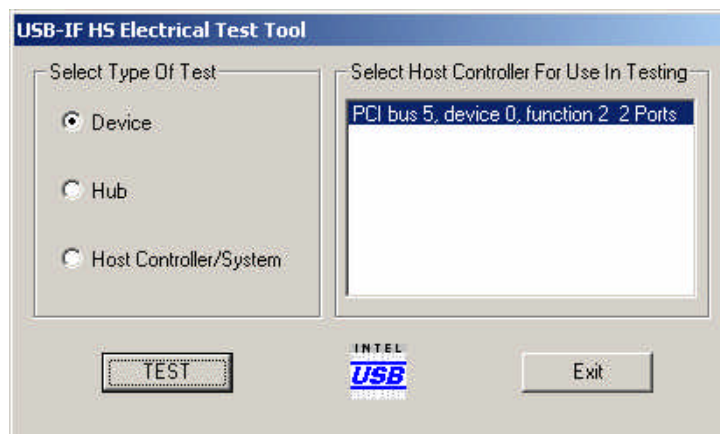 USB-IF HS Electrical Test Tool
Select Type Of Test
Device
Hub
Host Controller/System
Select Host Controller For Use In Testing
PCI bus 5, device 0, function 2 2 Ports
TEST
INTEL
USB
Exit